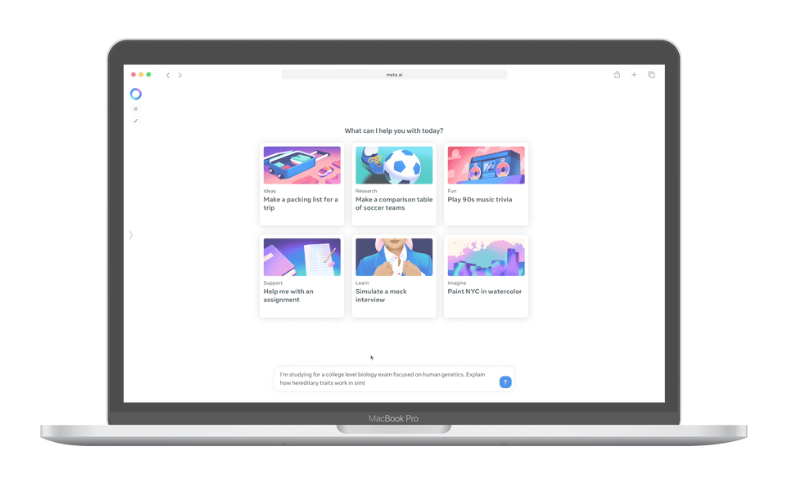 meta.ai
What can I help you with today?
Ideas
Make a packing list for a
trip
Research
Make a comparison table
of soccer teams
Fun
Play 90s music trivia
Support
Help me with an
assignment
Learn
Simulate a mock
interview
Imagine
Paint NYC in watercolor
I'm studying for a college level biology exam focused on human genetics. Explain
how hereditary traits work in sim
MacBook Pro